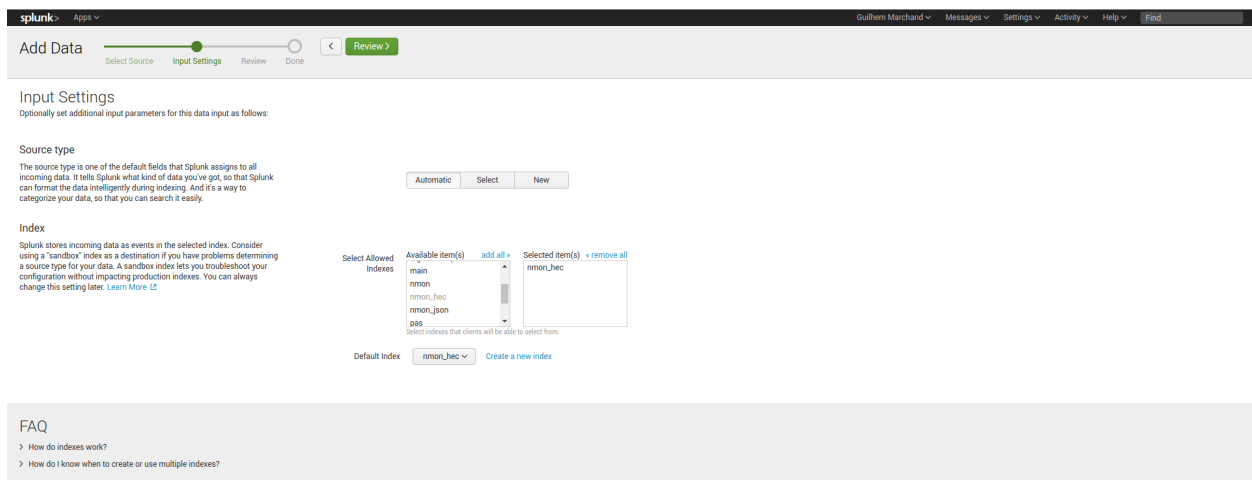 splunk> Apps Guilhem Marchand Messages Settings Activity Help Find
Add Data
Select Source Input Settings Review Done
< Review >
Input Settings
Optionally set additional input parameters for this data input as follows:
Source type
The source type is one of the default fields that Splunk assigns to all
incoming data. It tells Splunk what kind of data you've got, so that Splunk
can format the data intelligently during indexing. And it's a way to
categorize your data, so that you can search it easily.
Automatic Select New
Index
Splunk stores incoming data as events in the selected index. Consider
using a "sandbox" index as a destination if you have problems determining
a source type for your data. A sandbox index lets you troubleshoot your
configuration without impacting production indexes. You can always
change this setting later. Learn More
Select Allowed
Indexes
Available item(s) add all »
main
nmon
nmon_hec
nmon_json
pas
Selected item(s) « remove all
nmon_hec
Select indexes that clients will be able to select from.
Default Index nmon_hec Create a new index
FAQ
> How do indexes work?
> How do I know when to create or use multiple indexes?